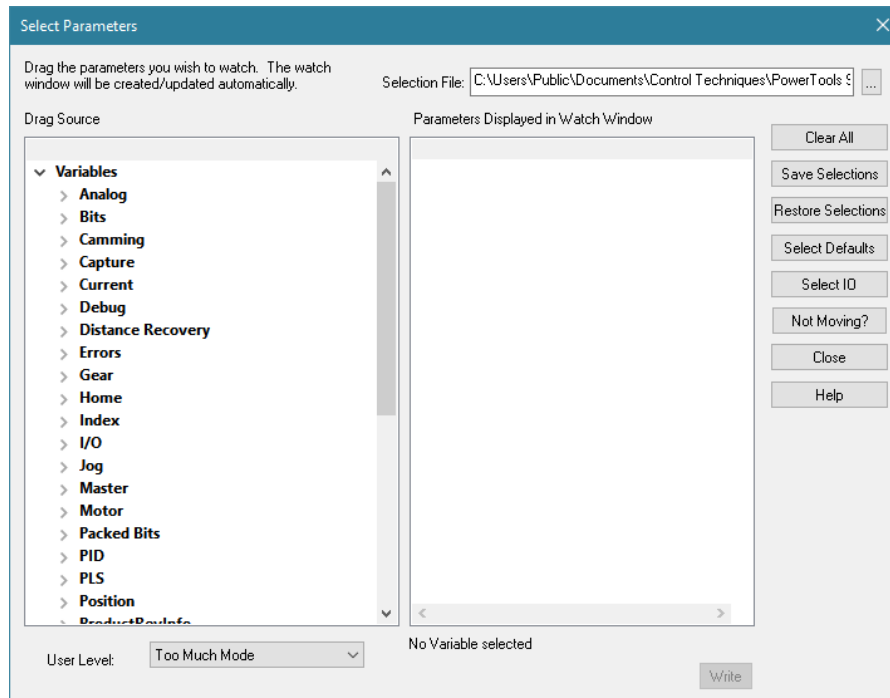 Select Parameters
Drag the parameters you wish to watch. The watch
window will be created/updated automatically.
Selection File: C:\Users\Public\Documents\Control Techniques\PowerTools S
...
Drag Source
Parameters Displayed in Watch Window
Variables
Analog
Bits
Camming
Capture
Current
Debug
Distance Recovery
Errors
Gear
Home
Index
I/O
Jog
Master
Motor
Packed Bits
PID
PLS
Position
ProductRevInfo
Clear All
Save Selections
Restore Selections
Select Defaults
Select IO
Not Moving?
Close
Help
User Level: Too Much Mode
No Variable selected
Write